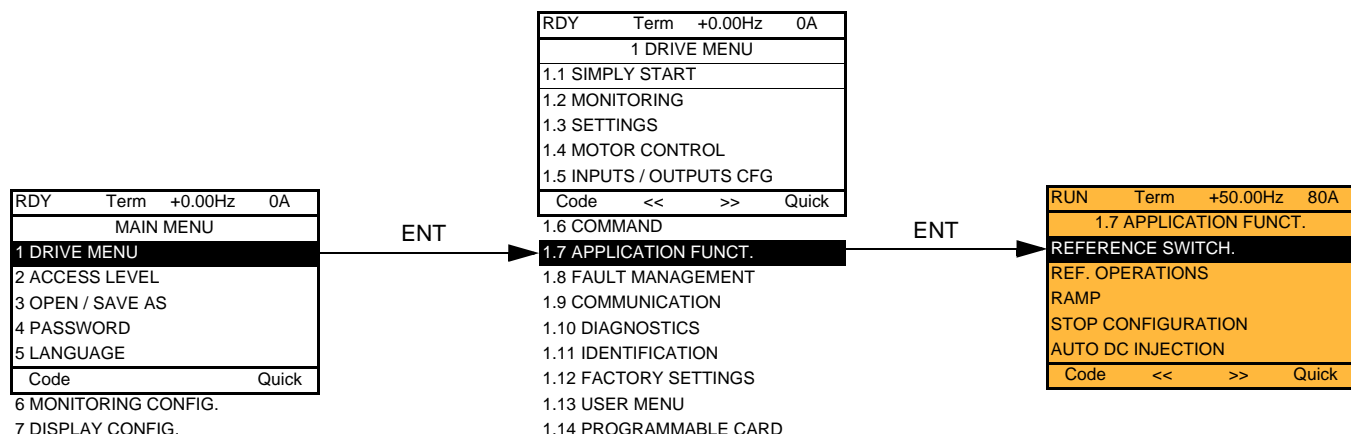 RDY Term +0.00Hz 0A
MAIN MENU
1 DRIVE MENU
2 ACCESS LEVEL
3 OPEN / SAVE AS
4 PASSWORD
5 LANGUAGE
Code Quick
6 MONITORING CONFIG.
7 DISPLAY CONFIG.
ENT
RDY Term +0.00Hz 0A
1 DRIVE MENU
1.1 SIMPLY START
1.2 MONITORING
1.3 SETTINGS
1.4 MOTOR CONTROL
1.5 INPUTS / OUTPUTS CFG
Code << >> Quick
1.6 COMMAND
1.7 APPLICATION FUNCT.
1.8 FAULT MANAGEMENT
1.9 COMMUNICATION
1.10 DIAGNOSTICS
1.11 IDENTIFICATION
1.12 FACTORY SETTINGS
1.13 USER MENU
1.14 PROGRAMMABLE CARD
ENT
RUN Term +50.00Hz 80A
1.7 APPLICATION FUNCT.
REFERENCE SWITCH.
REF. OPERATIONS
RAMP
STOP CONFIGURATION
AUTO DC INJECTION
Code << >> Quick